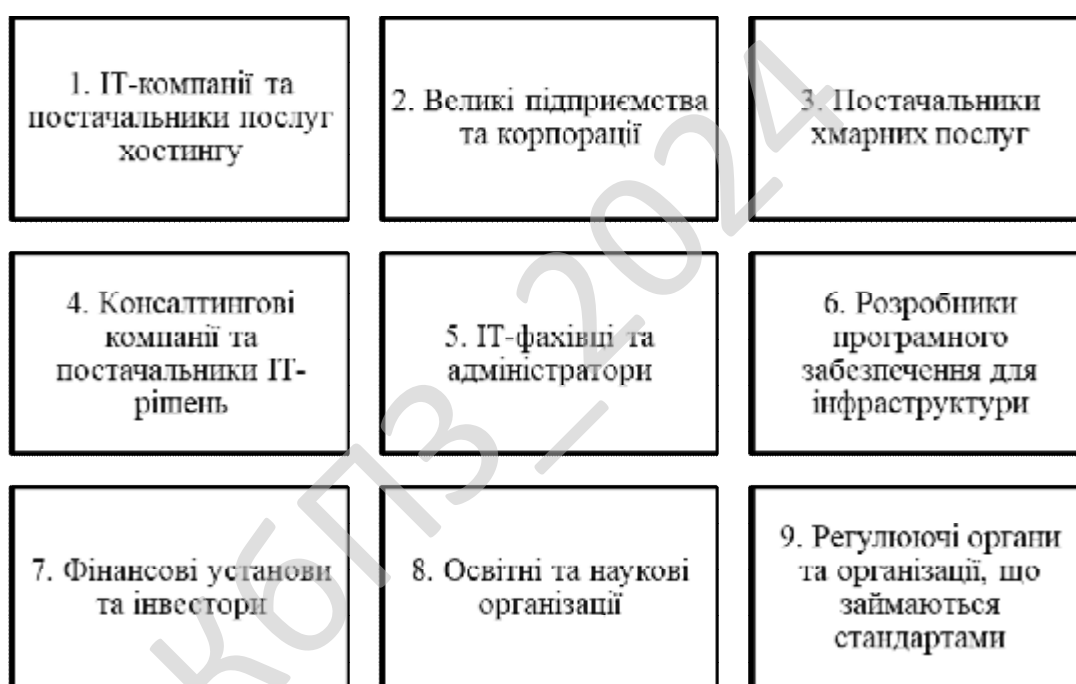 1. ІТ-компанії та
постачальники послуг
хостингу
2. Великі підприємства
та корпорації
3. Постачальники
хмарних послуг
4. Консалтингові
компанії та
постачальники ІТ-
рішень
5. ІТ-фахівці та
адміністратори
6. Розробники
програмного
забезпечення для
інфраструктури
7. Фінансові установи
та інвестори
8. Освітні та наукові
організації
9. Регулюючі органи
та організації, що
займаються
стандартами
КБПЗ_2024